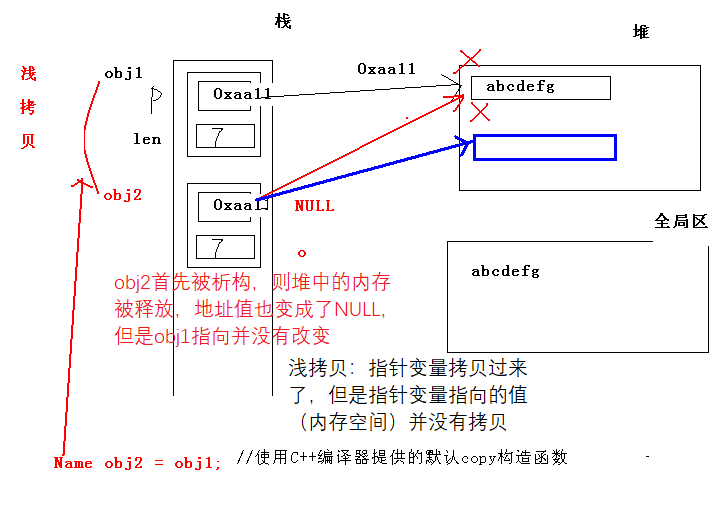 栈
堆
浅
拷
贝
obj1
p
len
0xaa11
7
0xaa11
abcdefg
obj2
0xaa11
NULL
7
0
全局区
abcdefg
obj2首先被析构，则堆中的内存
被释放，地址值也变成了NULL，
但是obj1指向并没有改变
浅拷贝：指针变量拷贝过来
了，但是指针变量指向的值
（内存空间）并没有拷贝
Name obj2 = obj1; //使用C++编译器提供的默认copy构造函数